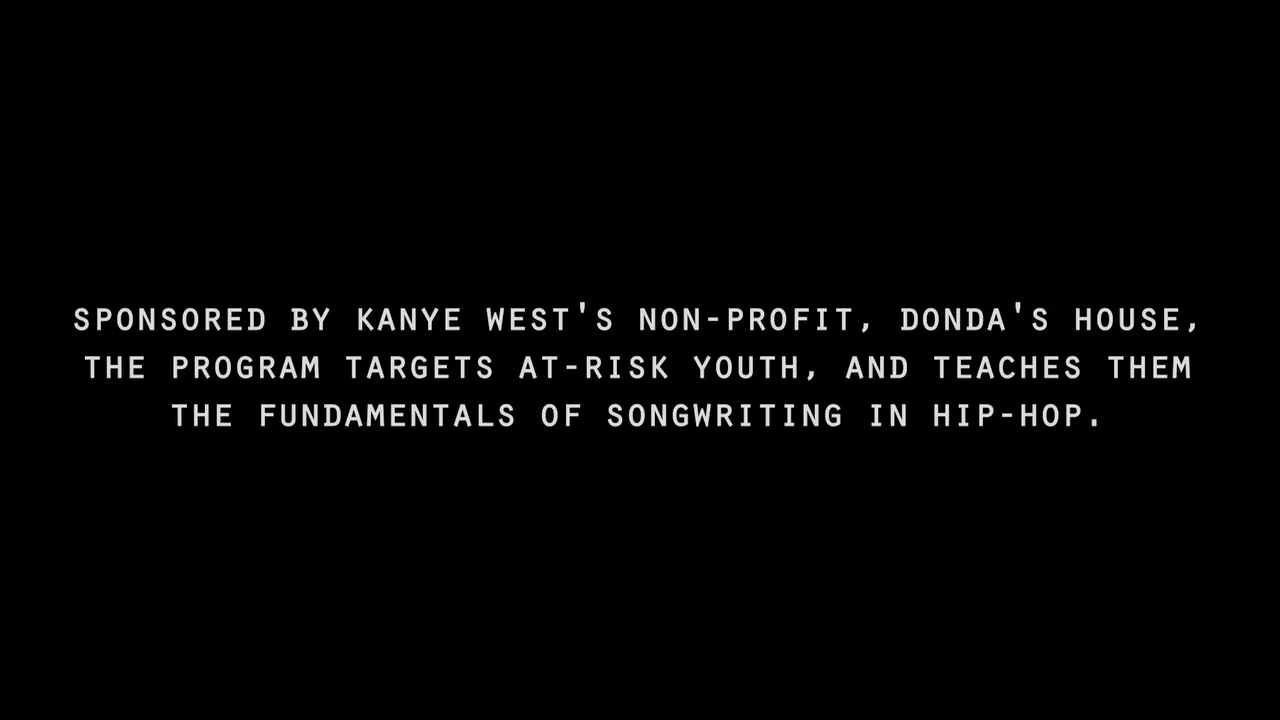 SPONSORED BY KANYE WEST'S NON-PROFIT, DONDA'S HOUSE,
THE PROGRAM TARGETS AT-RISK YOUTH, AND TEACHES THEM
THE FUNDAMENTALS OF SONGWRITING IN HIP-HOP.